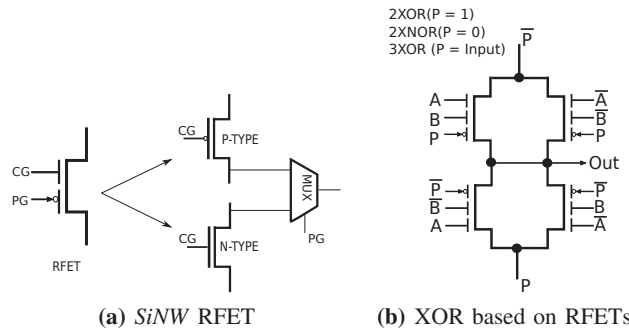 2XOR(P = 1)
2XNOR(P = 0)
3XOR (P = Input)
P̅
CG
PG
RFET
CG
P-TYPE
CG
N-TYPE
MUX
PG
A
B
P
A̅
B̅
P
Out
P̅
B̅
A
P̅
B
A̅
P
(a) SiNW RFET
(b) XOR based on RFETs